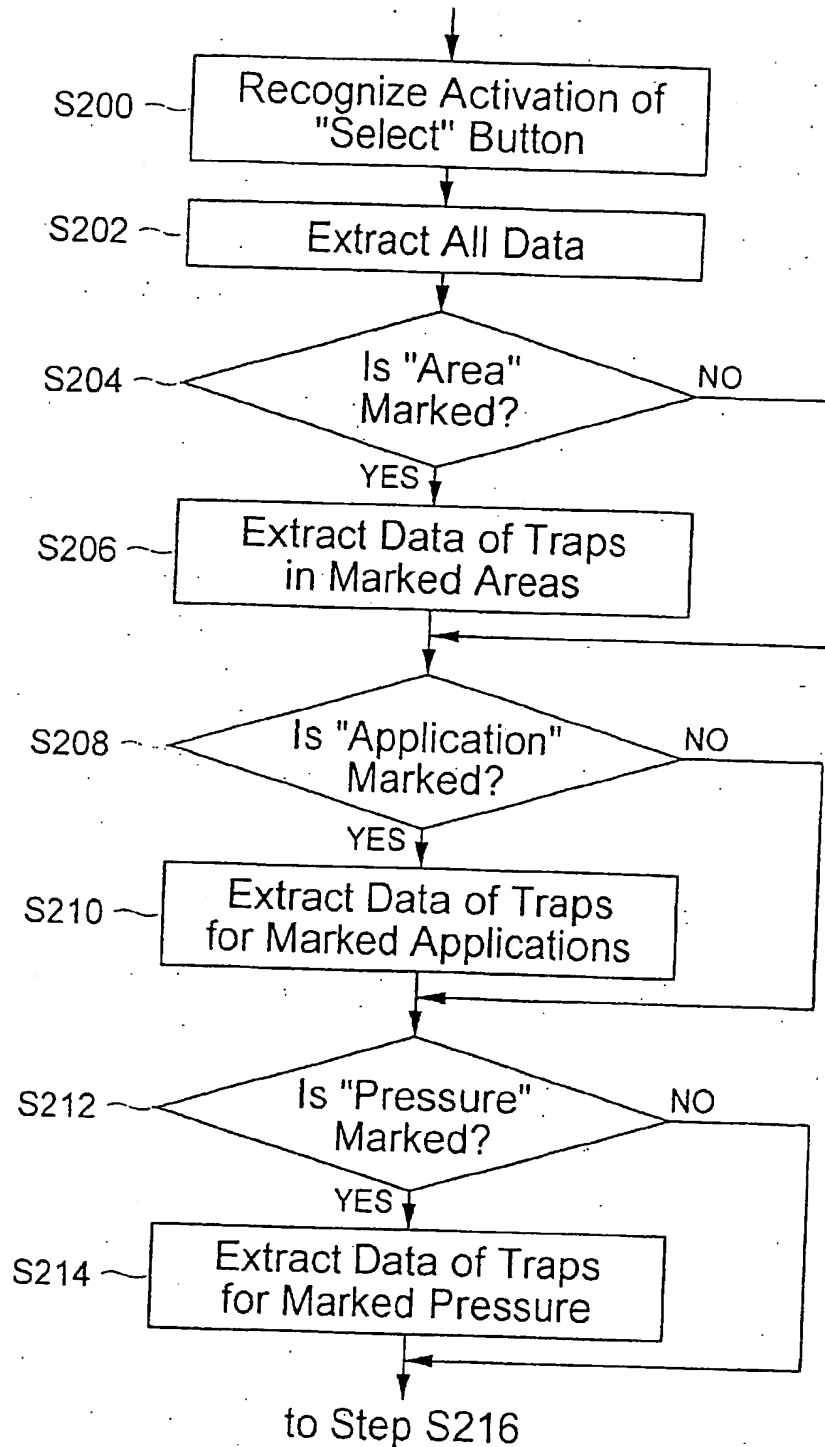 S200
Recognize Activation of
"Select" Button
S202
Extract All Data
S204
Is "Area"
Marked?
NO
YES
S206
Extract Data of Traps
in Marked Areas
S208
Is "Application"
Marked?
NO
YES
S210
Extract Data of Traps
for Marked Applications
S212
Is "Pressure"
Marked?
NO
YES
S214
Extract Data of Traps
for Marked Pressure
to Step S216